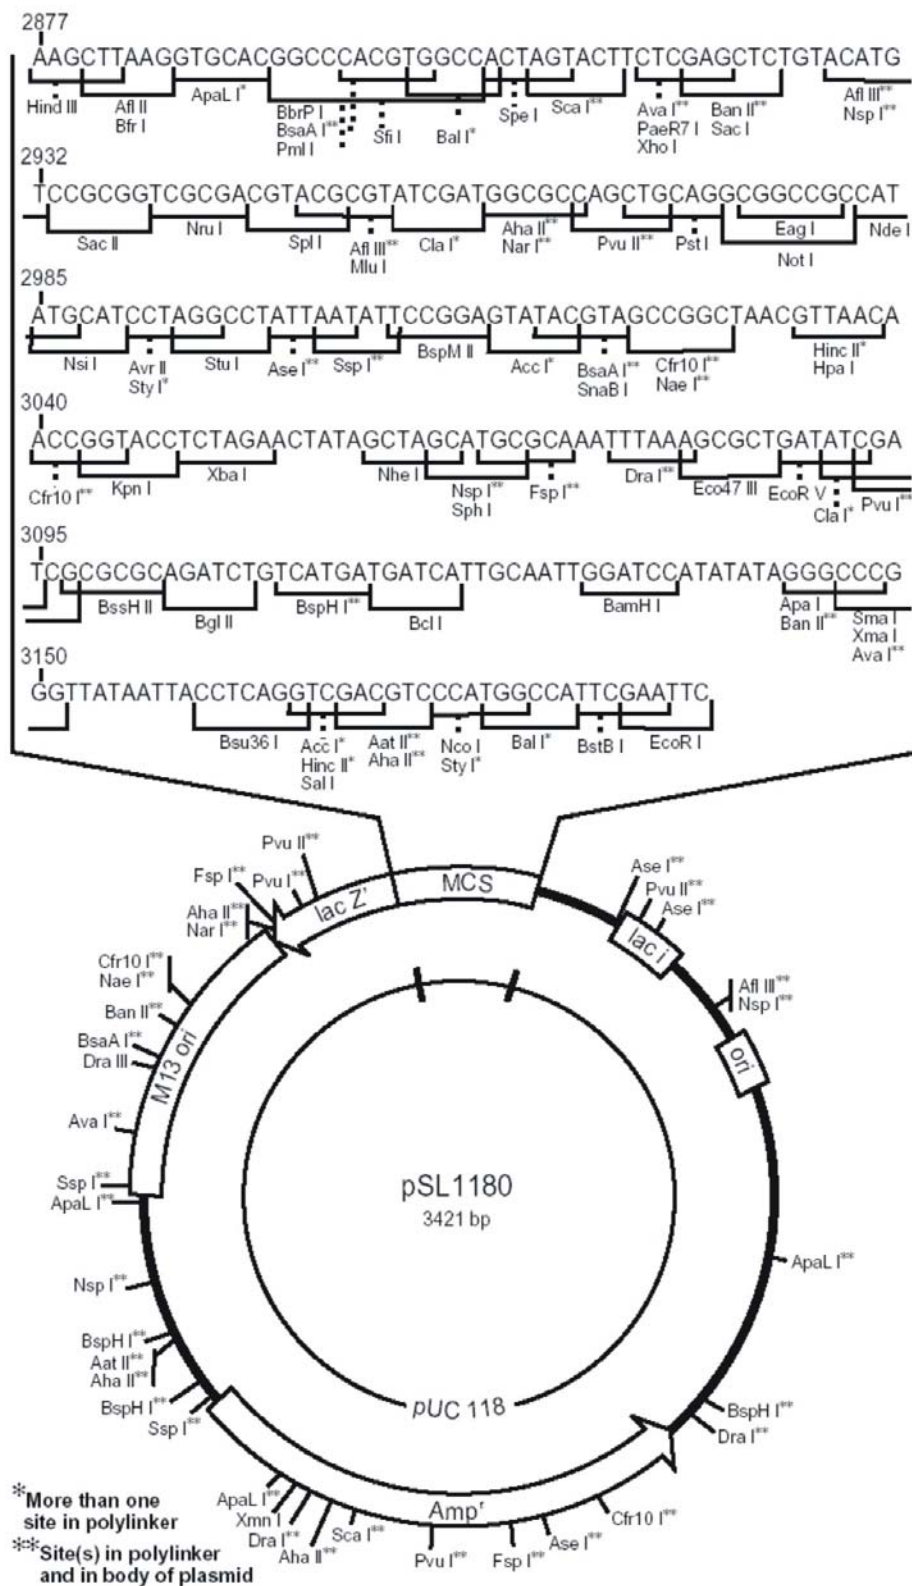 2877
AAGCTTAAGGTGCACGGCCCACGTGGCCACTAGTACTTCTCGAGCTCTGTACATG
Hind III
Afl II
Bfr I
ApaL I*
BbrP I
BsaA I**
Pml I
Sfi I
Bal I*
Spe I
Sca I**
Ava I**
PaeR7 I
Xho I
Ban II**
Sac I
Afl III**
Nsp I**
2932
TCCGCGGTCGCGACGTACGCGTATCGATGGCGCCAGCTGCAGGCGGCCGCCAT
Sac II
Nru I
Spl I
Afl III**
Mlu I
Cla I*
Aha II**
Nar I**
Pvu II**
Pst I
Eag I
Not I
Nde I
2985
ATGCATCCTAGGCCTATTAATATTCCGGAGTATACGTAGCCGGCTAACGTTAACA
Nsi I
Avr II
Sty I*
Stu I
Ase I**
Ssp I**
BspM II
Acc I*
BsaA I**
SnaB I
Cfr10 I**
Nae I**
Hinc II*
Hpa I
3040
ACCGGTACCTCTAGAACTATAGCTAGCATGCGCAAATTTAAAGCGCTGATATCGA
Cfr10 I**
Kpn I
Xba I
Nhe I
Nsp I**
Sph I
Fsp I**
Dra I**
Eco47 III
EcoR V
Cla I*
Pvu I**
3095
TCGCGCGCAGATCTGTCATGATGATCATTGCAATTGGATCCATATATAGGGCCCG
BssH II
Bgl II
BspH I**
Bcl I
BamH I
Apa I
Ban II**
Sma I
Xma I
Ava I**
3150
GGTTATAATTACCTCAGGTCGACGTCCCATGGCCATTCGAATTC
Bsu36 I
Acc I*
Hinc II*
Sal I
Aat II**
Aha II**
Nco I
Sty I*
Bal I*
BstB I
EcoR I
Pvu II**
Fsp I**
Pvu I**
lac Z'
MCS
Ase I**
Pvu II**
Ase I**
lac i
Aha II**
Nar I**
Cfr10 I**
Nae I**
Ban II**
BsaA I**
Dra III
M13 ori
Afl III**
Nsp I**
ori
Ava I**
Ssp I**
ApaL I**
pSL1180
3421 bp
ApaL I**
Nsp I**
BspH I**
Aat II**
Aha II**
BspH I**
Ssp I**
pUC 118
BspH I**
Dra I**
ApaL I**
Xmn I
Dra I**
Aha II**
Sca I**
Amp^r
Pvu I**
Fsp I**
Ase I**
Cfr10 I**
*More than one
site in polylinker
**Site(s) in polylinker
and in body of plasmid